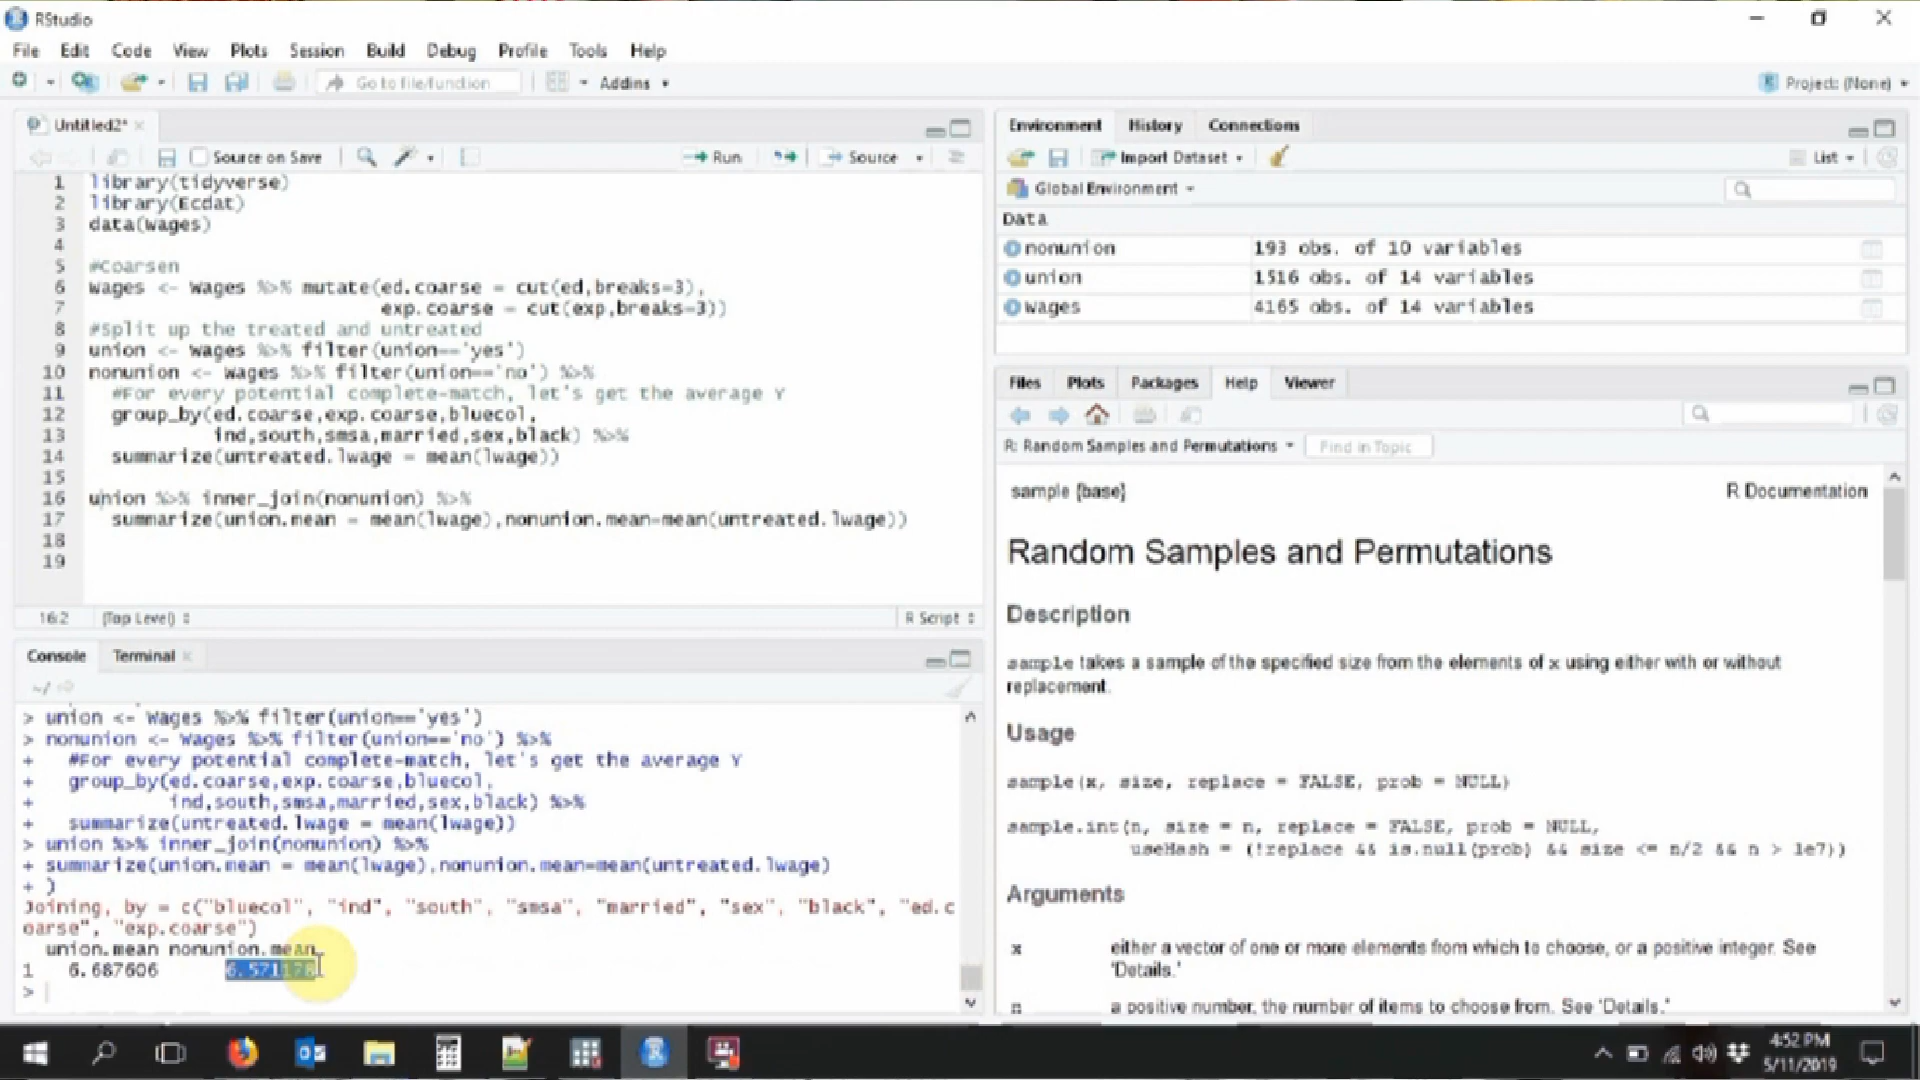 RStudio
File Edit Code View Plots Session Build Debug Profile Tools Help
Go to file/function Addins Project: (None)
Untitled2*
Source on Save Run Source
1 library(tidyverse)
2 library(Ecdat)
3 data(Wages)
4
5 #Coarsen
6 Wages <- Wages %>% mutate(ed.coarse = cut(ed,breaks=3),
7 exp.coarse = cut(exp,breaks=3))
8 #Split up the treated and untreated
9 union <- Wages %>% filter(union=='yes')
10 nonunion <- Wages %>% filter(union=='no') %>%
11 #For every potential complete-match, let's get the average Y
12 group_by(ed.coarse,exp.coarse,bluecol,
13 ind,south,smsa,married,sex,black) %>%
14 summarize(untreated.lwage = mean(lwage))
15
16 union %>% inner_join(nonunion) %>%
17 summarize(union.mean = mean(lwage),nonunion.mean=mean(untreated.lwage))
18
19
16:2 (Top Level) R Script
Console Terminal
~/
> union <- Wages %>% filter(union=='yes')
> nonunion <- Wages %>% filter(union=='no') %>%
+ #For every potential complete-match, let's get the average Y
+ group_by(ed.coarse,exp.coarse,bluecol,
+ ind,south,smsa,married,sex,black) %>%
+ summarize(untreated.lwage = mean(lwage))
> union %>% inner_join(nonunion) %>%
+ summarize(union.mean = mean(lwage),nonunion.mean=mean(untreated.lwage)
+ )
Joining, by = c("bluecol", "ind", "south", "smsa", "married", "sex", "black", "ed.c
oarse", "exp.coarse")
union.mean nonunion.mean
1 6.687606 6.571178
>
Environment History Connections
Import Dataset List
Global Environment
Data
nonunion 193 obs. of 10 variables
union 1516 obs. of 14 variables
Wages 4165 obs. of 14 variables
Files Plots Packages Help Viewer
R: Random Samples and Permutations Find in Topic
sample {base} R Documentation
Random Samples and Permutations
Description
sample takes a sample of the specified size from the elements of x using either with or without
replacement.
Usage
sample(x, size, replace = FALSE, prob = NULL)
sample.int(n, size = n, replace = FALSE, prob = NULL,
useHash = (!replace && is.null(prob) && size <= n/2 && n > 1e7))
Arguments
x either a vector of one or more elements from which to choose, or a positive integer. See
'Details.'
n a positive number, the number of items to choose from. See 'Details.'
4:52 PM
5/11/2019